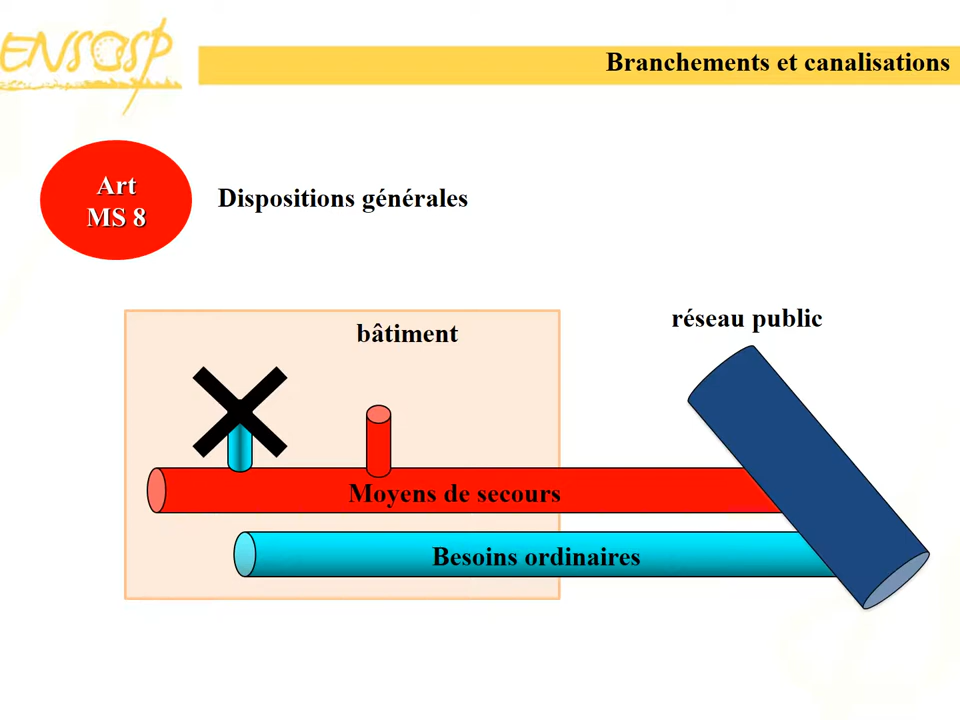 ENSOSP
Branchements et canalisations
Art
MS 8
Dispositions générales
bâtiment
réseau public
Moyens de secours
Besoins ordinaires